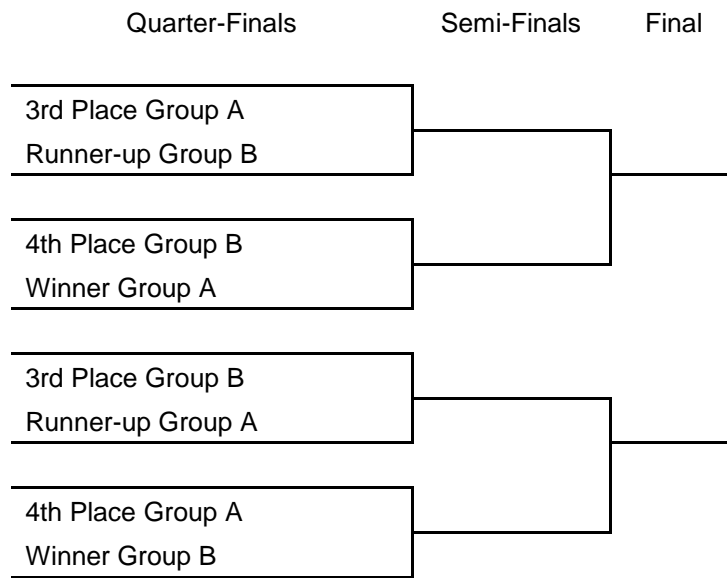 Quarter-Finals Semi-Finals Final
3rd Place Group A
Runner-up Group B
4th Place Group B
Winner Group A
3rd Place Group B
Runner-up Group A
4th Place Group A
Winner Group B